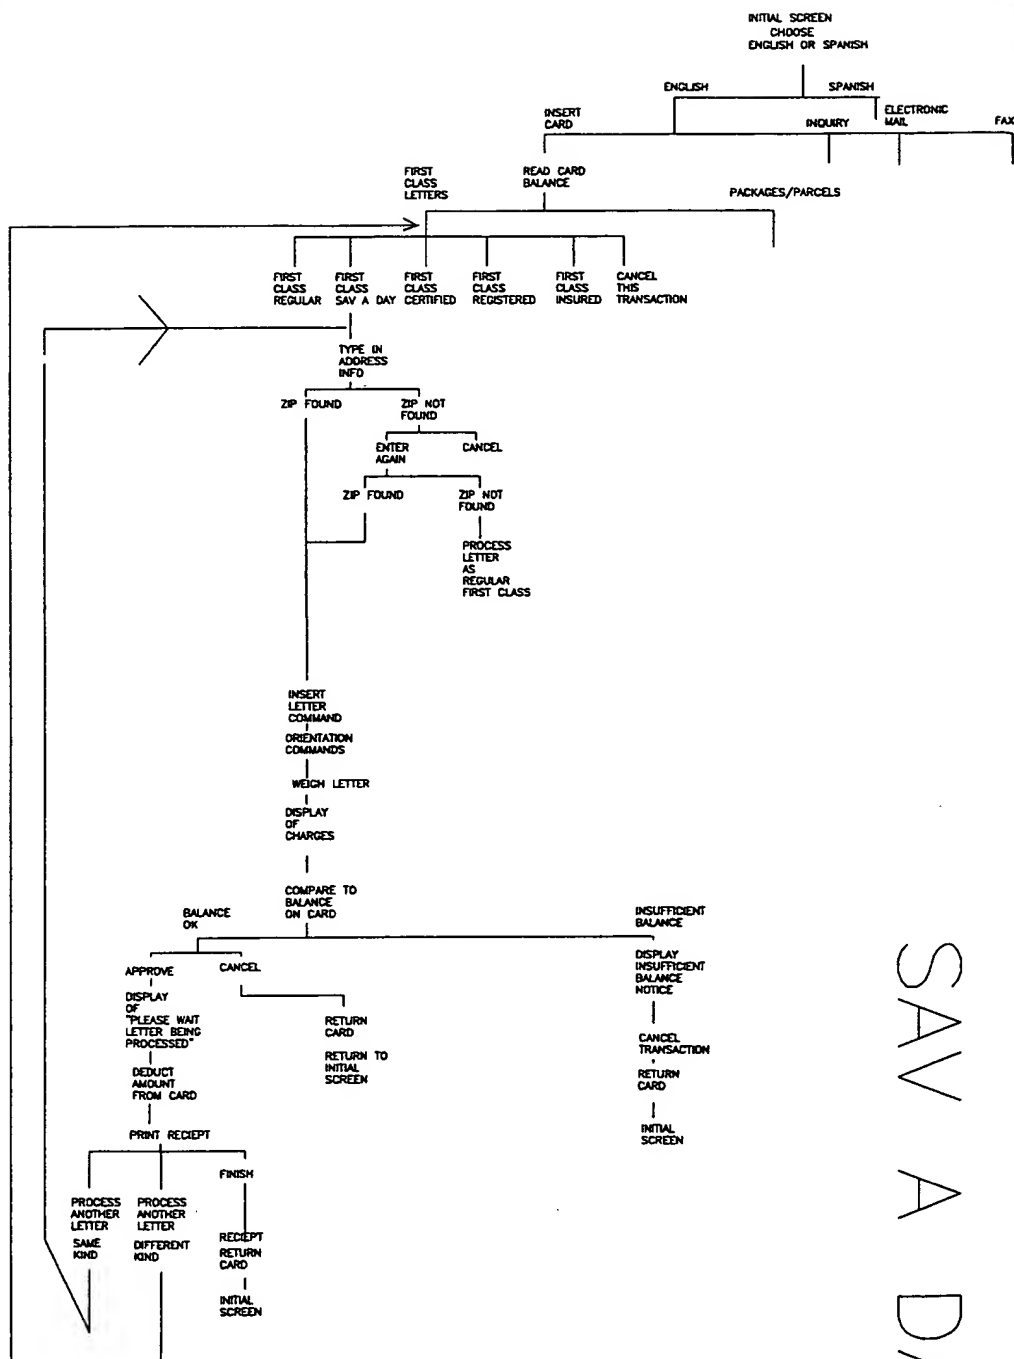 INITIAL SCREEN
CHOOSE
ENGLISH OR SPANISH
ENGLISH
SPANISH
INSERT
CARD
INQUIRY
ELECTRONIC
MAIL
FAX
FIRST
CLASS
LETTERS
READ CARD
BALANCE
PACKAGES/PARCELS
FIRST
CLASS
REGULAR
FIRST
CLASS
SAV A DAY
FIRST
CLASS
CERTIFIED
FIRST
CLASS
REGISTERED
FIRST
CLASS
INSURED
CANCEL
THIS
TRANSACTION
TYPE IN
ADDRESS
INFO
ZIP FOUND
ZIP NOT
FOUND
ENTER
AGAIN
CANCEL
ZIP FOUND
ZIP NOT
FOUND
PROCESS
LETTER
AS
REGULAR
FIRST CLASS
INSERT
LETTER
COMMAND
ORIENTATION
COMMANDS
WEIGH LETTER
DISPLAY
OF
CHARGES
COMPARE TO
BALANCE
ON CARD
BALANCE
OK
INSUFFICIENT
BALANCE
APPROVE
CANCEL
DISPLAY
INSUFFICIENT
BALANCE
NOTICE
DISPLAY
OF
"PLEASE WAIT
LETTER BEING
PROCESSED"
RETURN
CARD
RETURN TO
INITIAL
SCREEN
CANCEL
TRANSACTION
RETURN
CARD
INITIAL
SCREEN
DEDUCT
AMOUNT
FROM CARD
PRINT RECIEPT
FINISH
PROCESS
ANOTHER
LETTER
SAME
KIND
PROCESS
ANOTHER
LETTER
DIFFERENT
KIND
RECIEPT
RETURN
CARD
INITIAL
SCREEN
SAV A DA